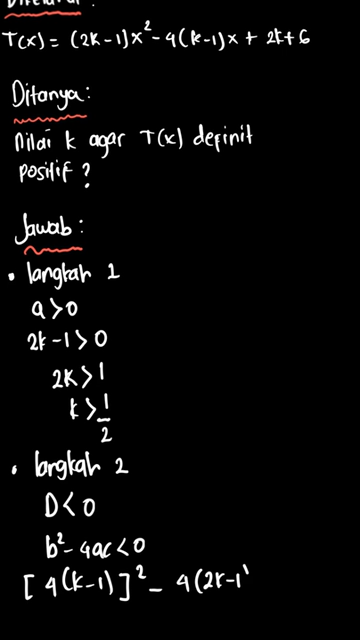 T(x) = (2k-1)x² - 4(k-1)x + 2k+6
Ditanya:
Nilai k agar T(x) definit
positif?
Jawab:
• langkah 1
a>0
2k-1>0
2k>1
k>1/2
• langkah 2
D<0
b²-4ac<0
[4(k-1)]² - 4(2k-1)